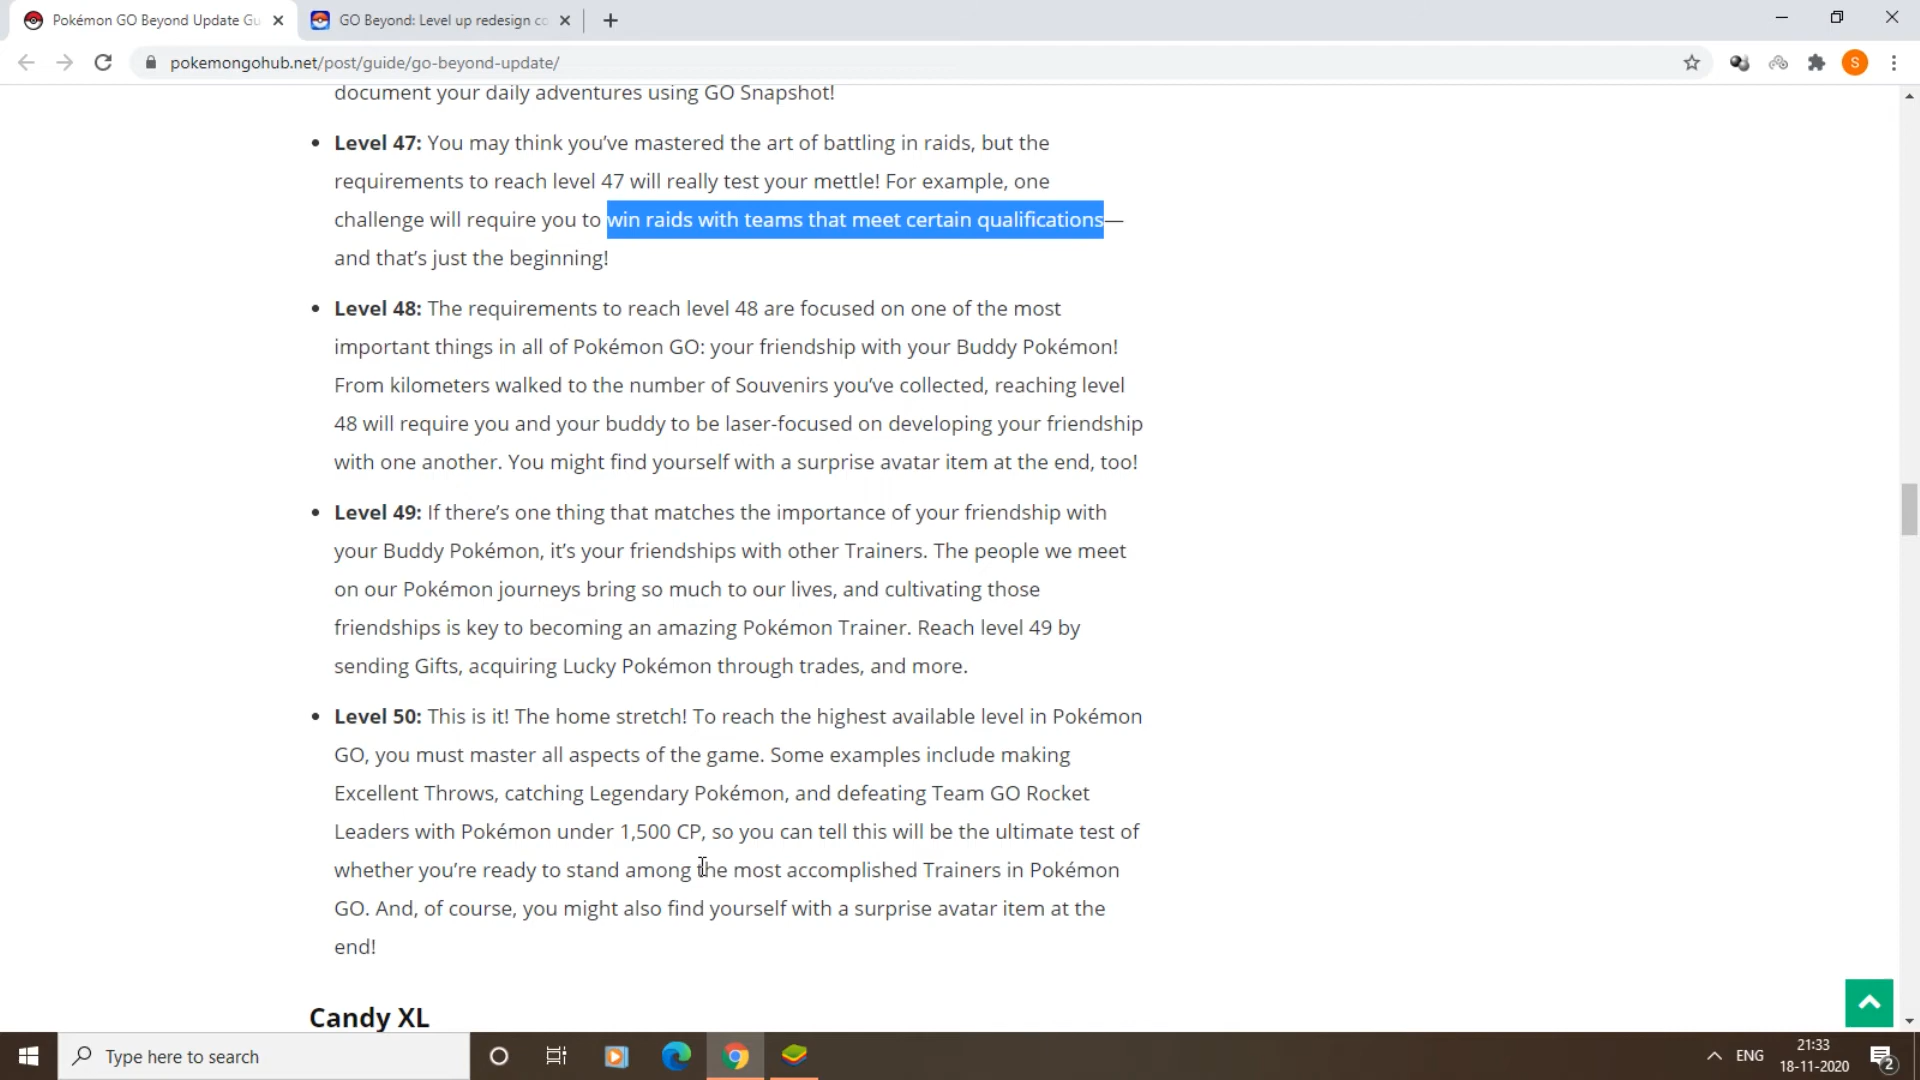 Pokémon GO Beyond Update Gu
GO Beyond: Level up redesign co
pokemongohub.net/post/guide/go-beyond-update/
S
document your daily adventures using GO Snapshot!
Level 47: You may think you've mastered the art of battling in raids, but the
requirements to reach level 47 will really test your mettle! For example, one
challenge will require you to win raids with teams that meet certain qualifications—
and that's just the beginning!
Level 48: The requirements to reach level 48 are focused on one of the most
important things in all of Pokémon GO: your friendship with your Buddy Pokémon!
From kilometers walked to the number of Souvenirs you've collected, reaching level
48 will require you and your buddy to be laser-focused on developing your friendship
with one another. You might find yourself with a surprise avatar item at the end, too!
Level 49: If there's one thing that matches the importance of your friendship with
your Buddy Pokémon, it's your friendships with other Trainers. The people we meet
on our Pokémon journeys bring so much to our lives, and cultivating those
friendships is key to becoming an amazing Pokémon Trainer. Reach level 49 by
sending Gifts, acquiring Lucky Pokémon through trades, and more.
Level 50: This is it! The home stretch! To reach the highest available level in Pokémon
GO, you must master all aspects of the game. Some examples include making
Excellent Throws, catching Legendary Pokémon, and defeating Team GO Rocket
Leaders with Pokémon under 1,500 CP, so you can tell this will be the ultimate test of
whether you're ready to stand among the most accomplished Trainers in Pokémon
GO. And, of course, you might also find yourself with a surprise avatar item at the
end!
Candy XL
Type here to search
ENG
21:33
18-11-2020
2